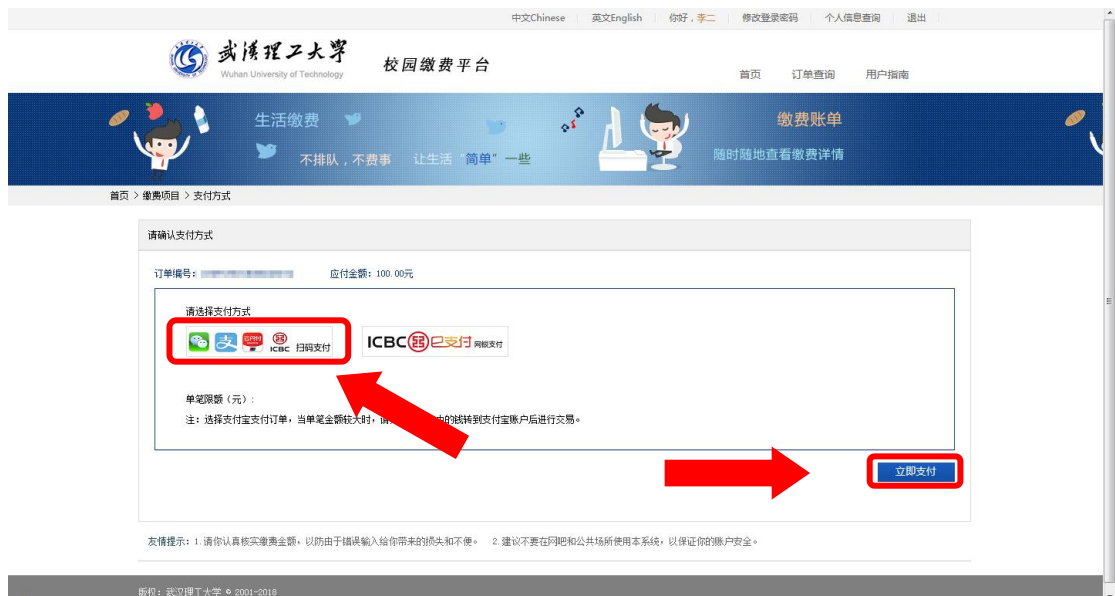 中文Chinese 英文English 你好，李二 修改登录密码 个人信息查询 退出
武汉理工大学
Wuhan University of Technology
校园缴费平台
首页 订单查询 用户指南
生活缴费
不排队，不费事 让生活“简单”一些
缴费账单
随时随地查看缴费详情
首页 > 缴费项目 > 支付方式
请确认支付方式
订单编号： 应付金额：100.00元
请选择支付方式
支 ICBC 扫码支付
ICBC 已支付 网银支付
单笔限额（元）：
注：选择支付宝支付订单，当单笔金额较大时，请 的钱转到支付宝账户后进行交易。
立即支付
友情提示：1.请你认真核实缴费金额，以防由于错误输入给你带来的损失和不便。 2.建议不要在网吧和公共场所使用本系统，以保证你的账户安全。
版权：武汉理工大学 © 2001-2018